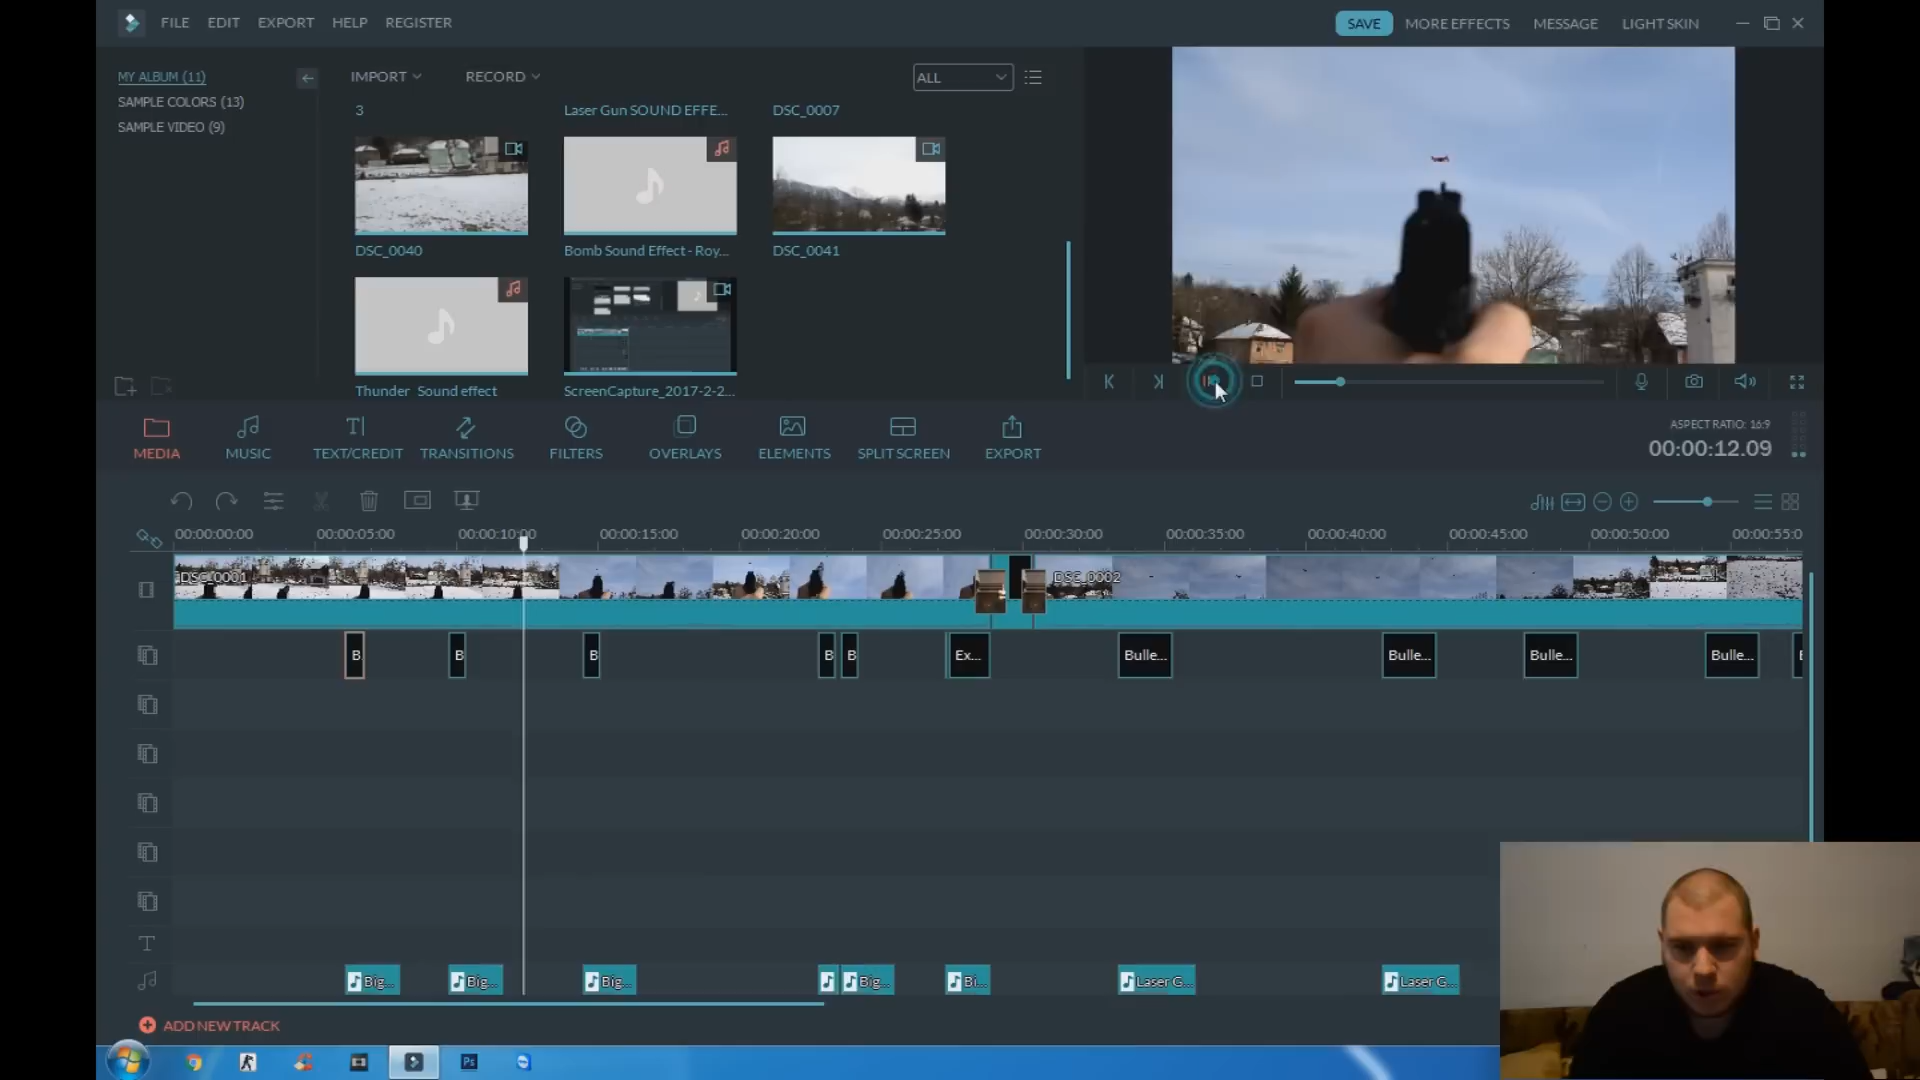 FILE EDIT EXPORT HELP REGISTER
SAVE MORE EFFECTS MESSAGE LIGHT SKIN
MY ALBUM (11)
SAMPLE COLORS (13)
SAMPLE VIDEO (9)
IMPORT RECORD ALL
3 Laser Gun SOUND EFFE... DSC_0007
DSC_0040 Bomb Sound Effect - Roy... DSC_0041
Thunder Sound effect ScreenCapture_2017-2-2...
MEDIA MUSIC TEXT/CREDIT TRANSITIONS FILTERS OVERLAYS ELEMENTS SPLIT SCREEN EXPORT
ASPECT RATIO: 16:9
00:00:12.09
00:00:00:00 00:00:05:00 00:00:10:00 00:00:15:00 00:00:20:00 00:00:25:00 00:00:30:00 00:00:35:00 00:00:40:00 00:00:45:00 00:00:50:00 00:00:55:0
DSC_0001 DSC_0002
B B B B B Ex... Bulle... Bulle... Bulle... Bulle...
T
Big... Big... Big... Big... Bi... Laser G... Laser G...
ADD NEW TRACK
Ps